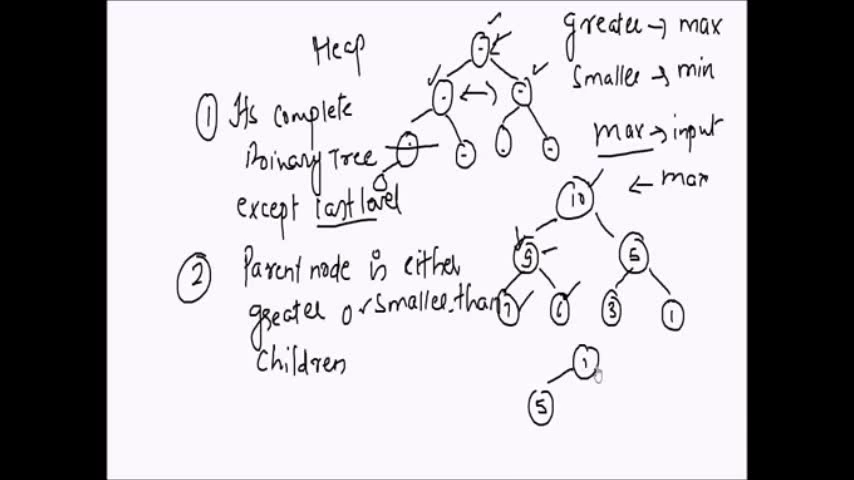 Heap
greater → max
smaller → min
① Its complete
Binary Tree
except last level
max → input
← max
10
9
5
7
6
3
1
② Parent node is either
greater or smaller than
children
1
5